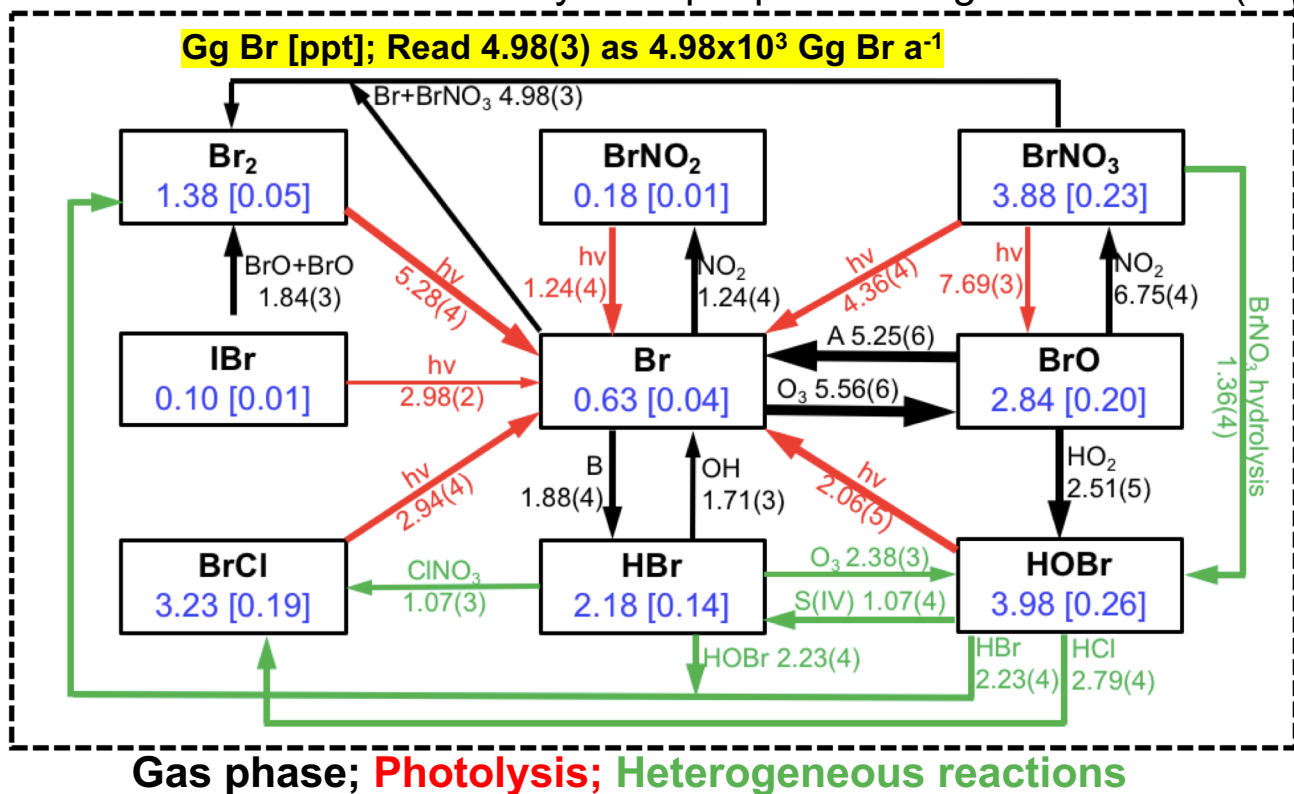 Gg Br [ppt]; Read 4.98(3) as 4.98x10³ Gg Br a⁻¹
Br+BrNO₃ 4.98(3)
Br₂
1.38 [0.05]
BrNO₂
0.18 [0.01]
BrNO₃
3.88 [0.23]
BrO+BrO
1.84(3)
hv
5.28(4)
hv
1.24(4)
NO₂
1.24(4)
hv
4.36(4)
hv
7.69(3)
NO₂
6.75(4)
BrNO₃ hydrolysis
1.36(4)
IBr
0.10 [0.01]
hv
2.98(2)
Br
0.63 [0.04]
A 5.25(6)
O₃ 5.56(6)
BrO
2.84 [0.20]
hv
2.94(4)
B
1.88(4)
OH
1.71(3)
hv
2.06(5)
HO₂
2.51(5)
BrCl
3.23 [0.19]
ClNO₃
1.07(3)
HBr
2.18 [0.14]
O₃ 2.38(3)
S(IV) 1.07(4)
HOBr
3.98 [0.26]
HOBr 2.23(4)
HBr
2.23(4)
HCl
2.79(4)
Gas phase; Photolysis; Heterogeneous reactions